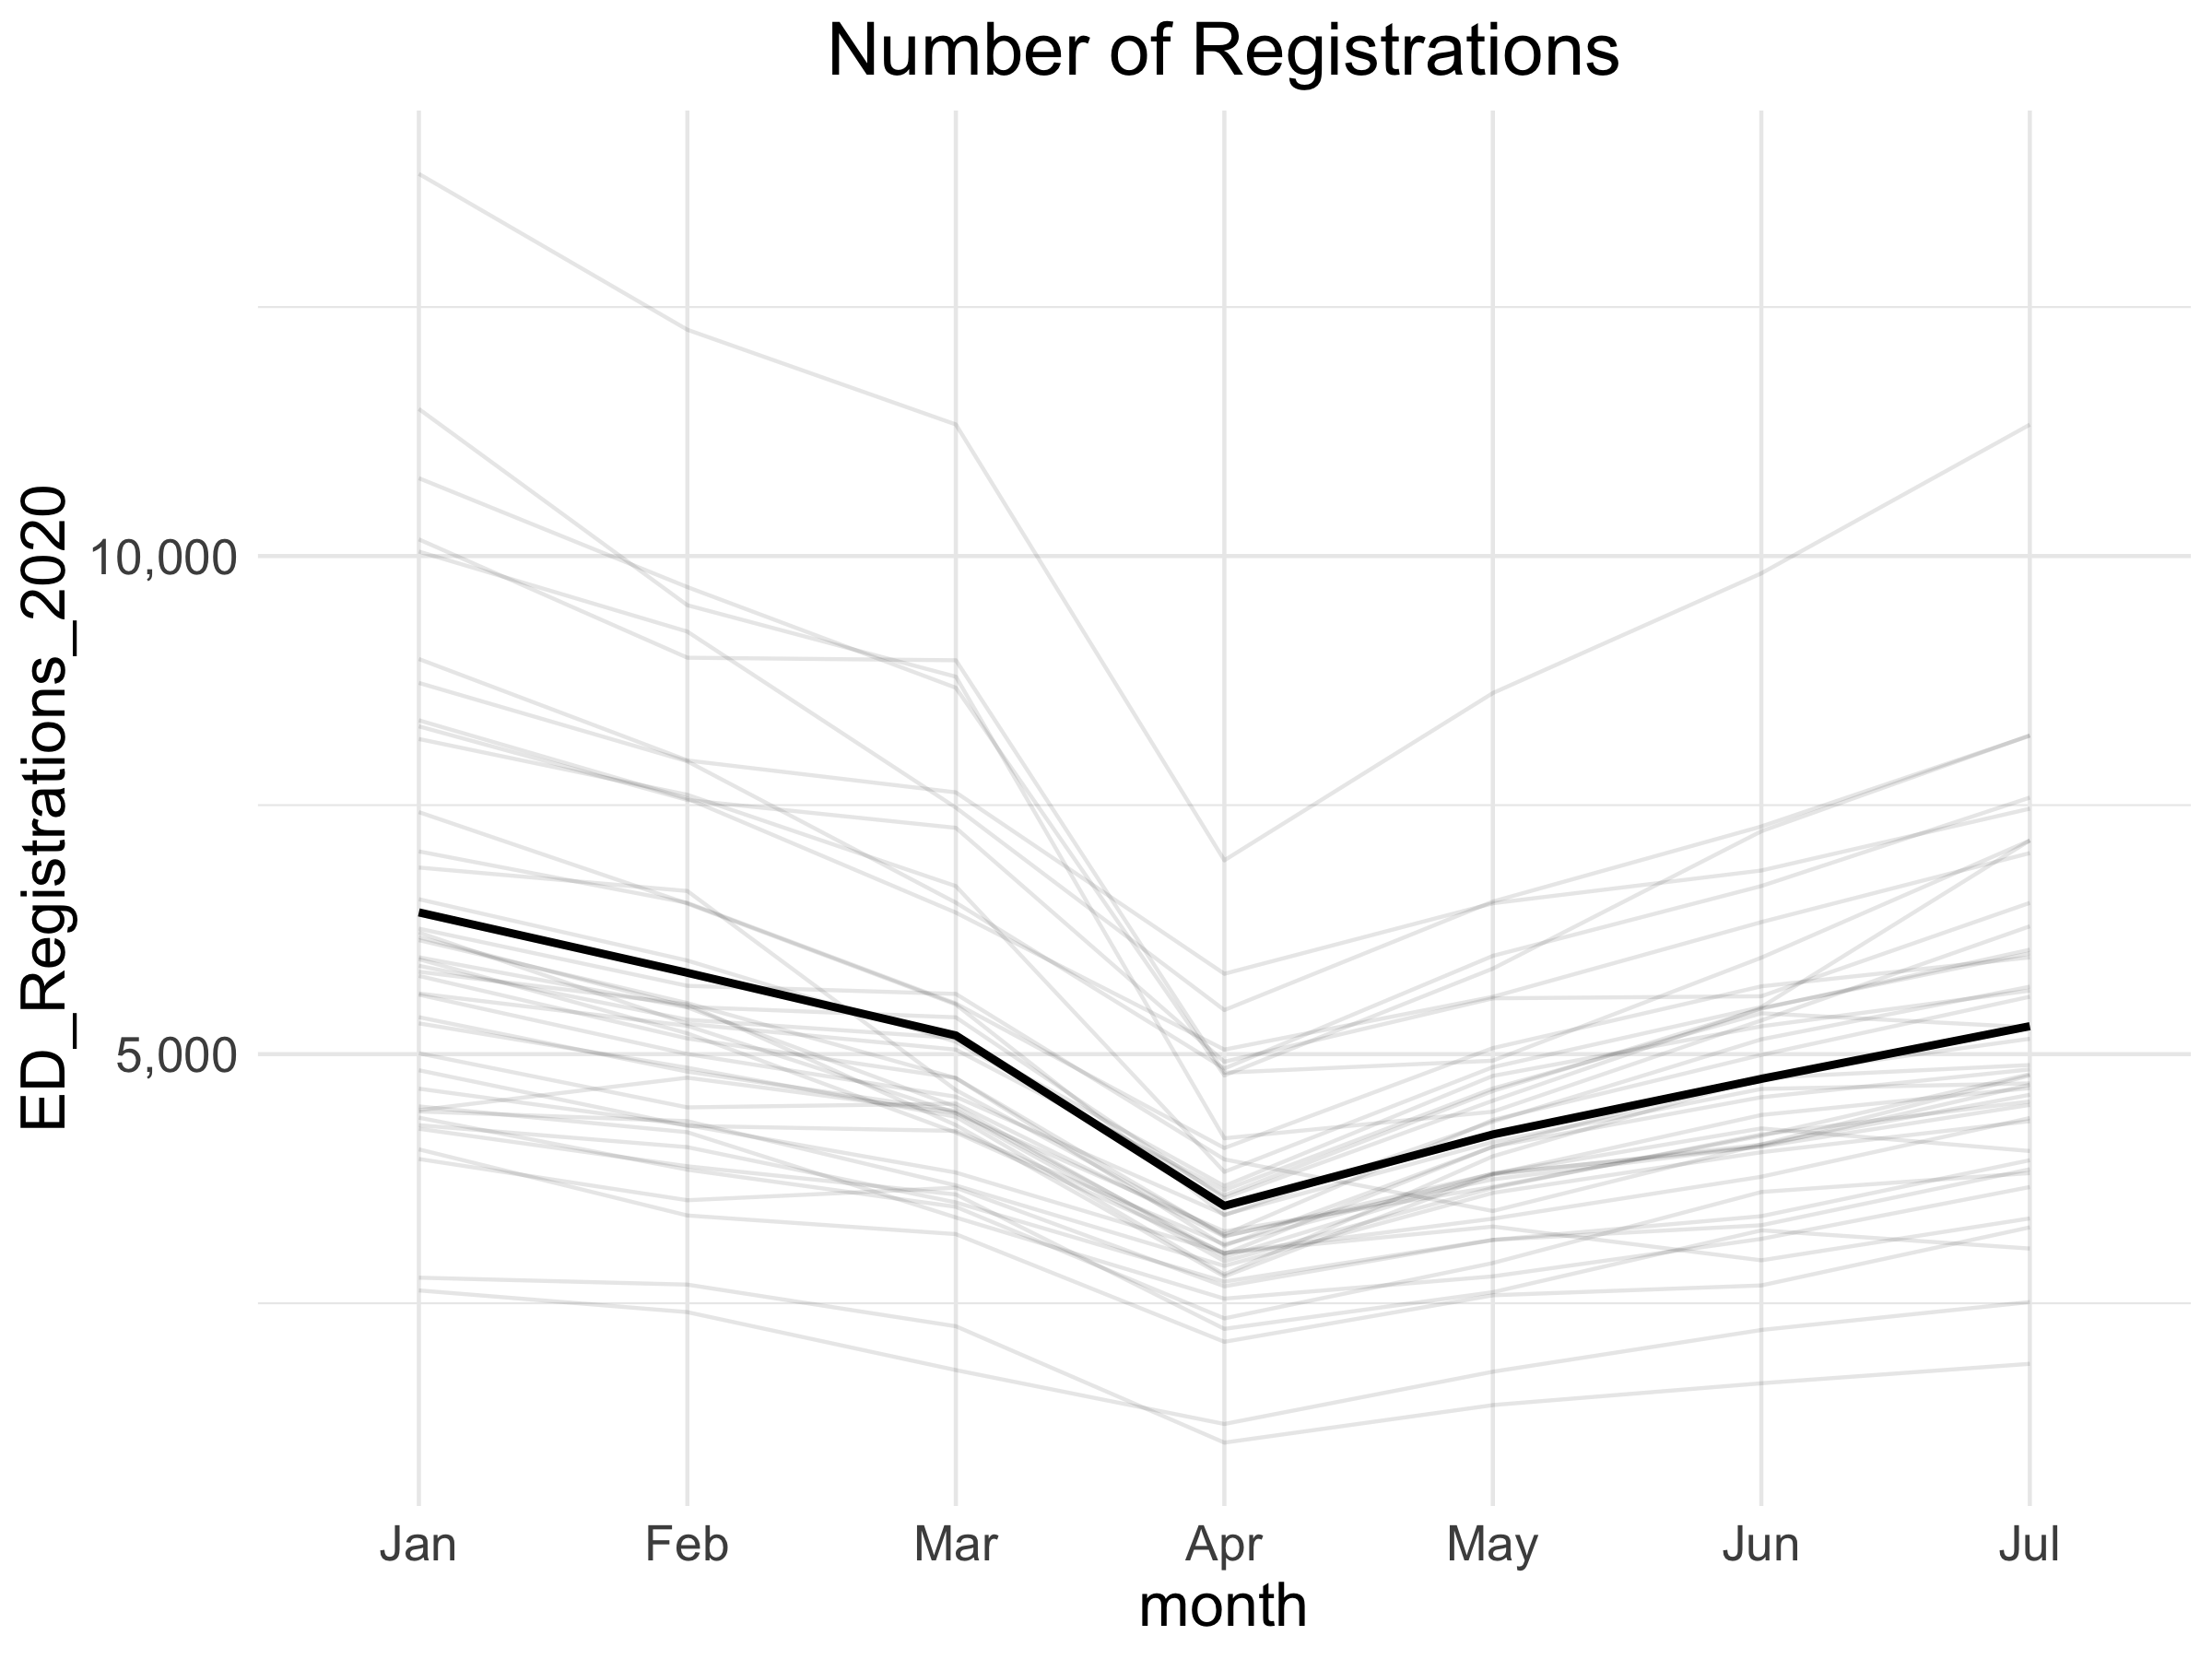 Number of Registrations
ED_Registrations_2020
10,000
5,000
Jan Feb Mar Apr May Jun Jul
month